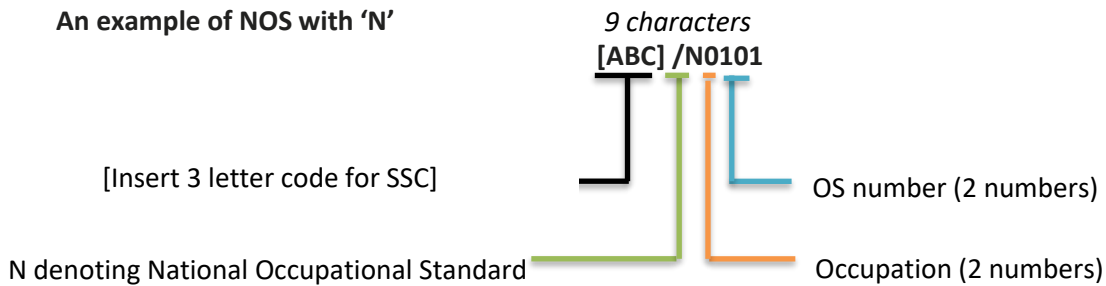 An example of NOS with ‘N’
9 characters
[ABC] /N0101
[Insert 3 letter code for SSC]
OS number (2 numbers)
N denoting National Occupational Standard
Occupation (2 numbers)